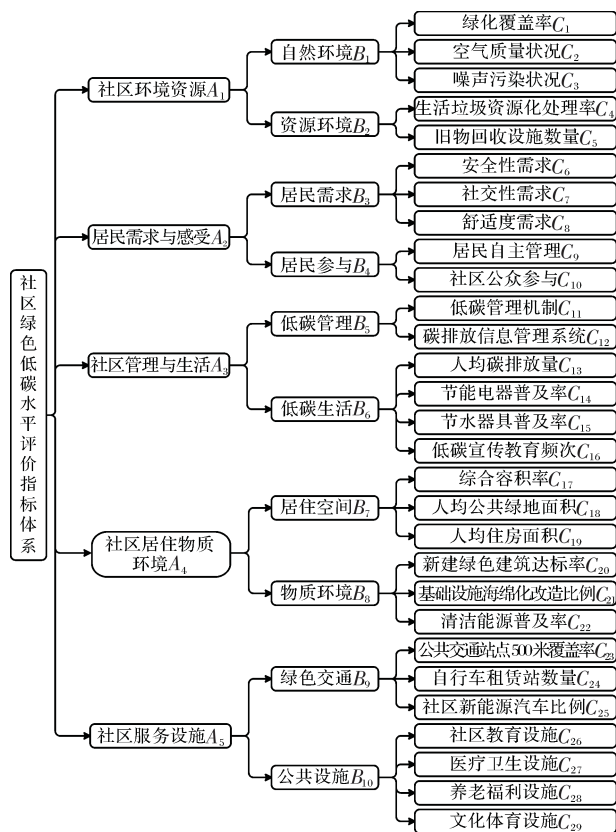 社区绿色低碳水平评价指标体系
社区环境资源A₁
自然环境B₁
绿化覆盖率C₁
空气质量状况C₂
噪声污染状况C₃
资源环境B₂
生活垃圾资源化处理率C₄
旧物回收设施数量C₅
居民需求与感受A₂
居民需求B₃
安全性需求C₆
社交性需求C₇
舒适度需求C₈
居民参与B₄
居民自主管理C₉
社区公众参与C₁₀
社区管理与生活A₃
低碳管理B₅
低碳管理机制C₁₁
碳排放信息管理系统C₁₂
低碳生活B₆
人均碳排放量C₁₃
节能电器普及率C₁₄
节水器具普及率C₁₅
低碳宣传教育频次C₁₆
社区居住物质
环境A₄
居住空间B₇
综合容积率C₁₇
人均公共绿地面积C₁₈
人均住房面积C₁₉
物质环境B₈
新建绿色建筑达标率C₂₀
基础设施海绵化改造比例C₂₁
清洁能源普及率C₂₂
社区服务设施A₅
绿色交通B₉
公共交通站点500米覆盖率C₂₃
自行车租赁站数量C₂₄
社区新能源汽车比例C₂₅
公共设施B₁₀
社区教育设施C₂₆
医疗卫生设施C₂₇
养老福利设施C₂₈
文化体育设施C₂₉